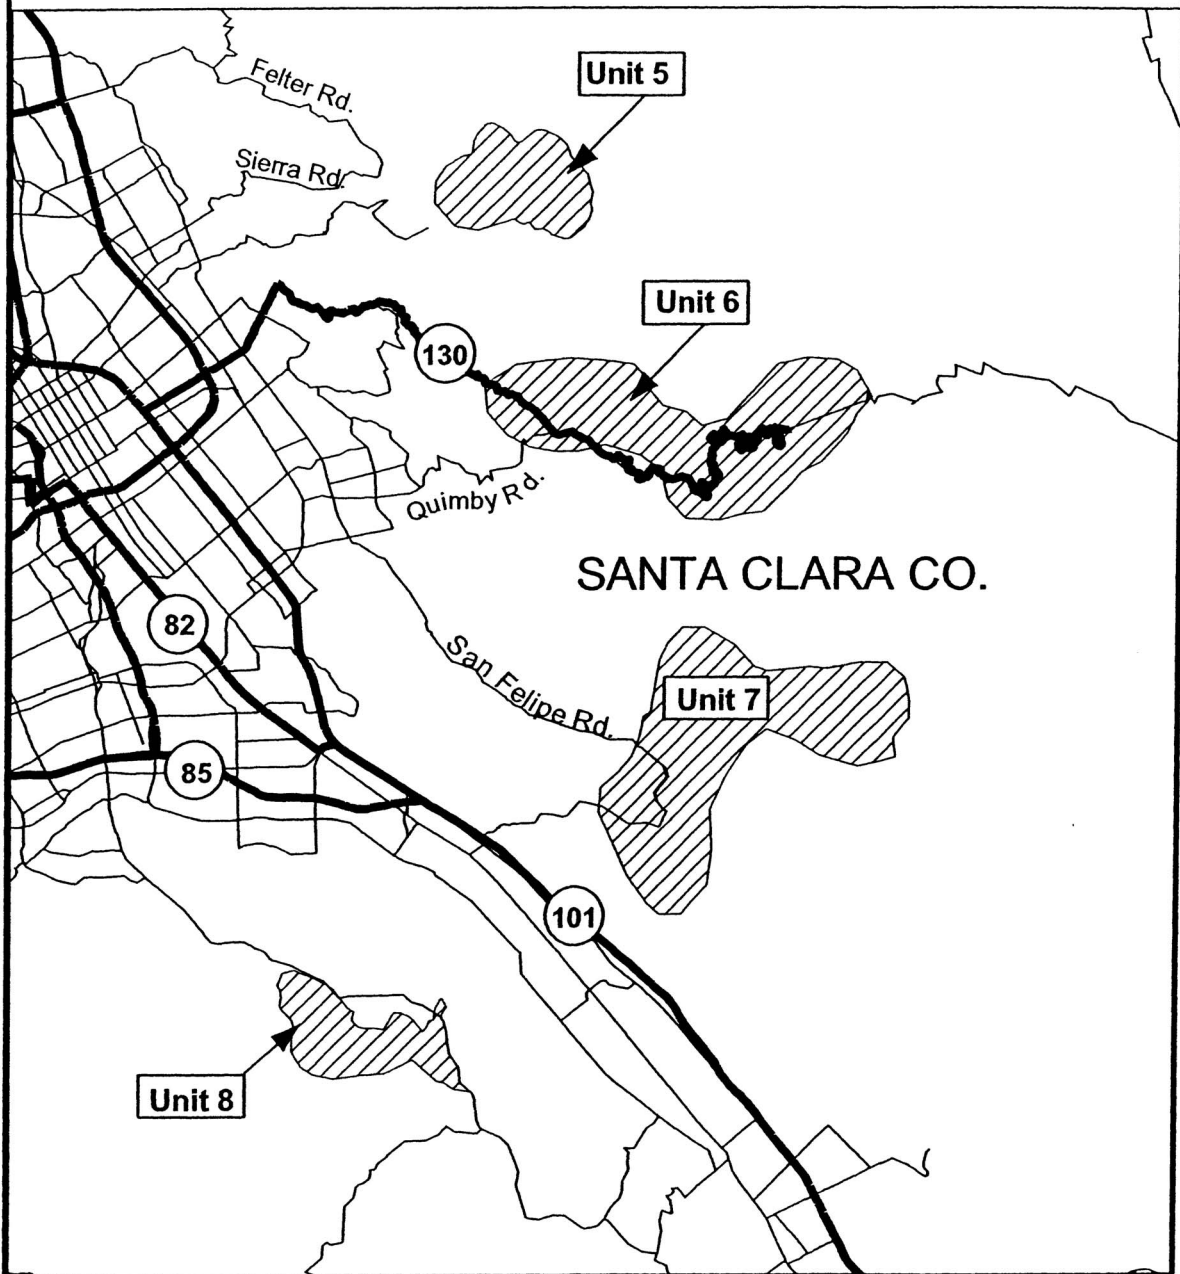 Unit 5
Felter Rd.
Sierra Rd.
Unit 6
130
Quimby Rd.
SANTA CLARA CO.
82
San Felipe Rd.
Unit 7
85
101
Unit 8